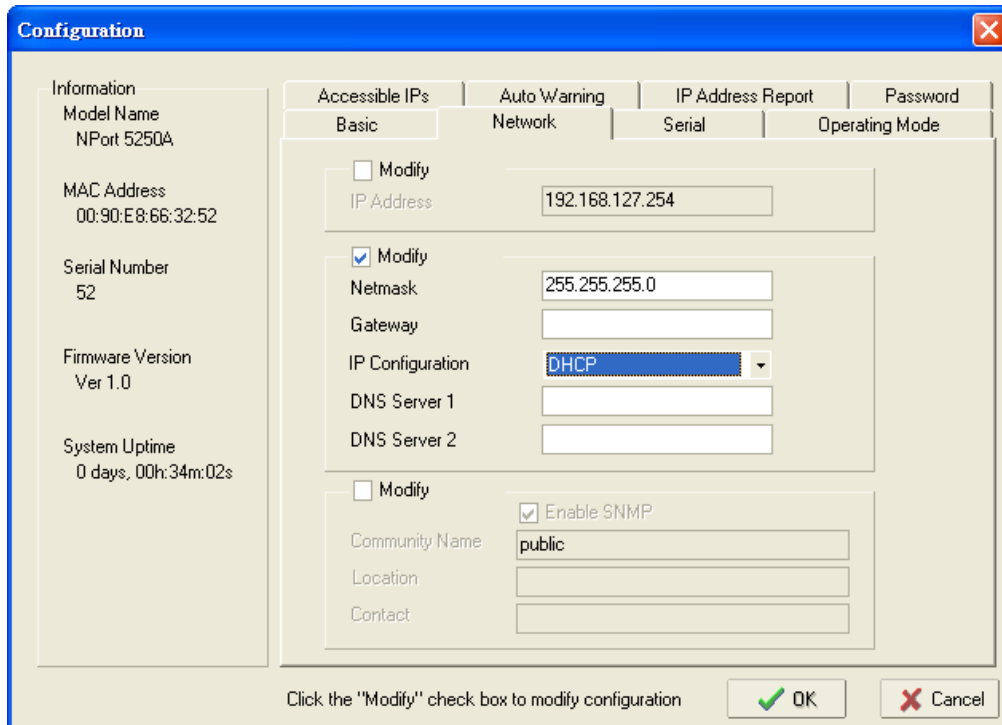 Configuration
Information
Model Name
NPort 5250A
MAC Address
00:90:E8:66:32:52
Serial Number
52
Firmware Version
Ver 1.0
System Uptime
0 days, 00h:34m:02s
Accessible IPs
Auto Warning
IP Address Report
Password
Basic
Network
Serial
Operating Mode
Modify
IP Address
192.168.127.254
Modify
Netmask
255.255.255.0
Gateway
IP Configuration
DHCP
DNS Server 1
DNS Server 2
Modify
Enable SNMP
Community Name
public
Location
Contact
Click the "Modify" check box to modify configuration
OK
Cancel